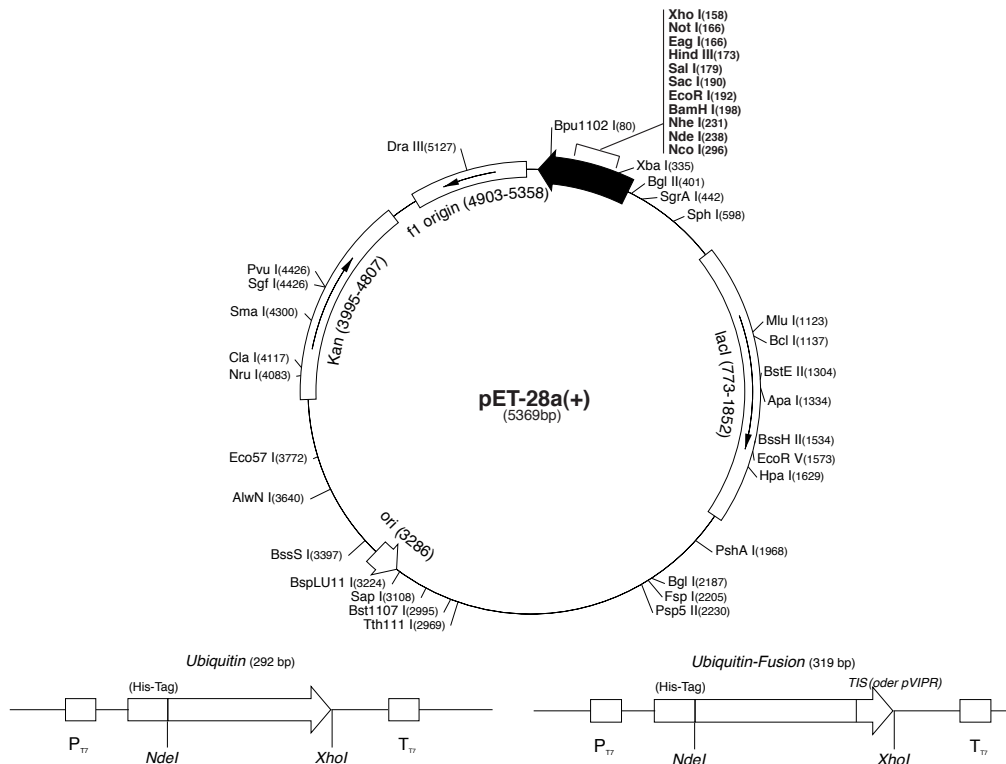 Xho I(158)
Not I(166)
Eag I(166)
Hind III(173)
Sal I(179)
Sac I(190)
EcoR I(192)
BamH I(198)
Nhe I(231)
Nde I(238)
Nco I(296)
Bpu1102 I(80)
Dra III(5127)
Xba I(335)
Bgl II(401)
SgrA I(442)
Sph I(598)
f1 origin (4903-5358)
Pvu I(4426)
Sgf I(4426)
Sma I(4300)
Kan (3995-4807)
Cla I(4117)
Nru I(4083)
lacI (773-1852)
Mlu I(1123)
Bcl I(1137)
BstE II(1304)
Apa I(1334)
pET-28a(+)
(5369bp)
BssH II(1534)
EcoR V(1573)
Hpa I(1629)
Eco57 I(3772)
AlwN I(3640)
ori (3286)
BssS I(3397)
PshA I(1968)
BspLU11 I(3224)
Sap I(3108)
Bst1107 I(2995)
Tth111 I(2969)
Bgl I(2187)
Fsp I(2205)
Psp5 II(2230)
Ubiquitin (292 bp)
(His-Tag)
P T7
NdeI
XhoI
T T7
Ubiquitin-Fusion (319 bp)
(His-Tag)
TIS(oder pVIPR)
P T7
NdeI
XhoI
T T7